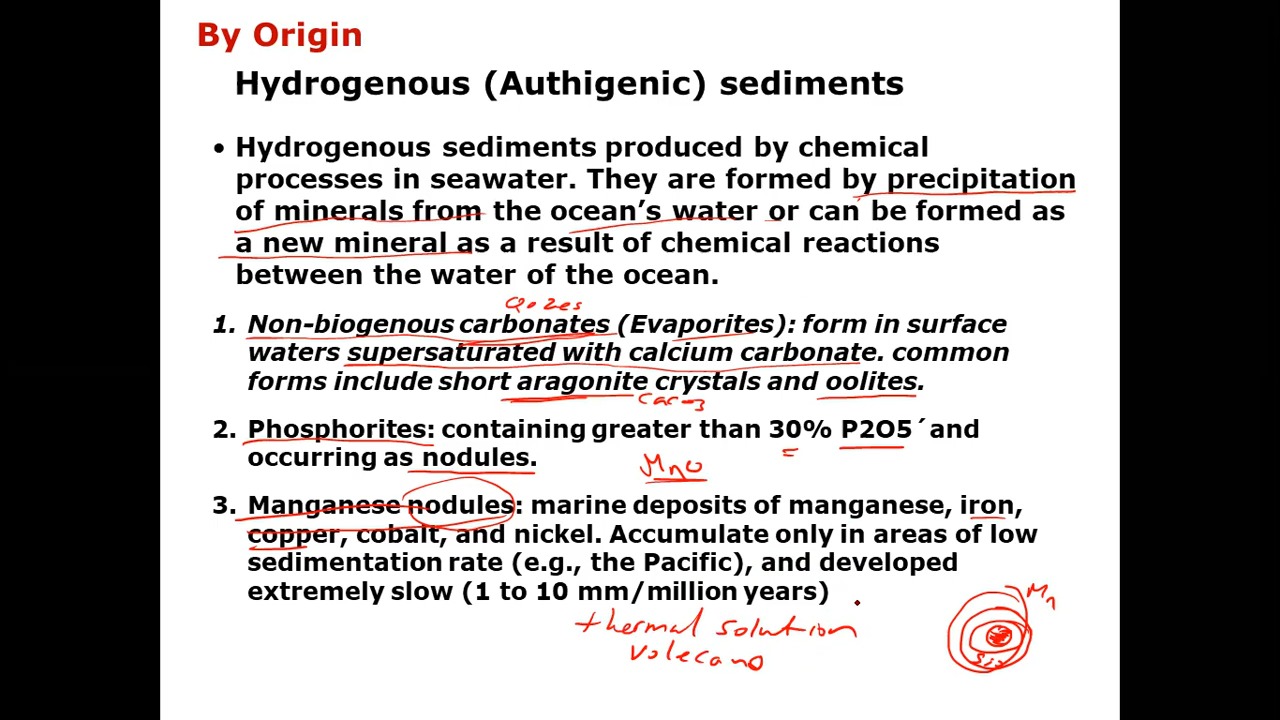 By Origin
Hydrogenous (Authigenic) sediments
• Hydrogenous sediments produced by chemical
processes in seawater. They are formed by precipitation
of minerals from the ocean's water or can be formed as
a new mineral as a result of chemical reactions
between the water of the ocean.
oozes
1. Non-biogenous carbonates (Evaporites): form in surface
waters supersaturated with calcium carbonate. common
forms include short aragonite crystals and oolites.
2. Phosphorites: containing greater than 30% P2O5´and
occurring as nodules.
MnO
3. Manganese nodules: marine deposits of manganese, iron,
copper, cobalt, and nickel. Accumulate only in areas of low
sedimentation rate (e.g., the Pacific), and developed
extremely slow (1 to 10 mm/million years)
Mn
thermal solution
volecano